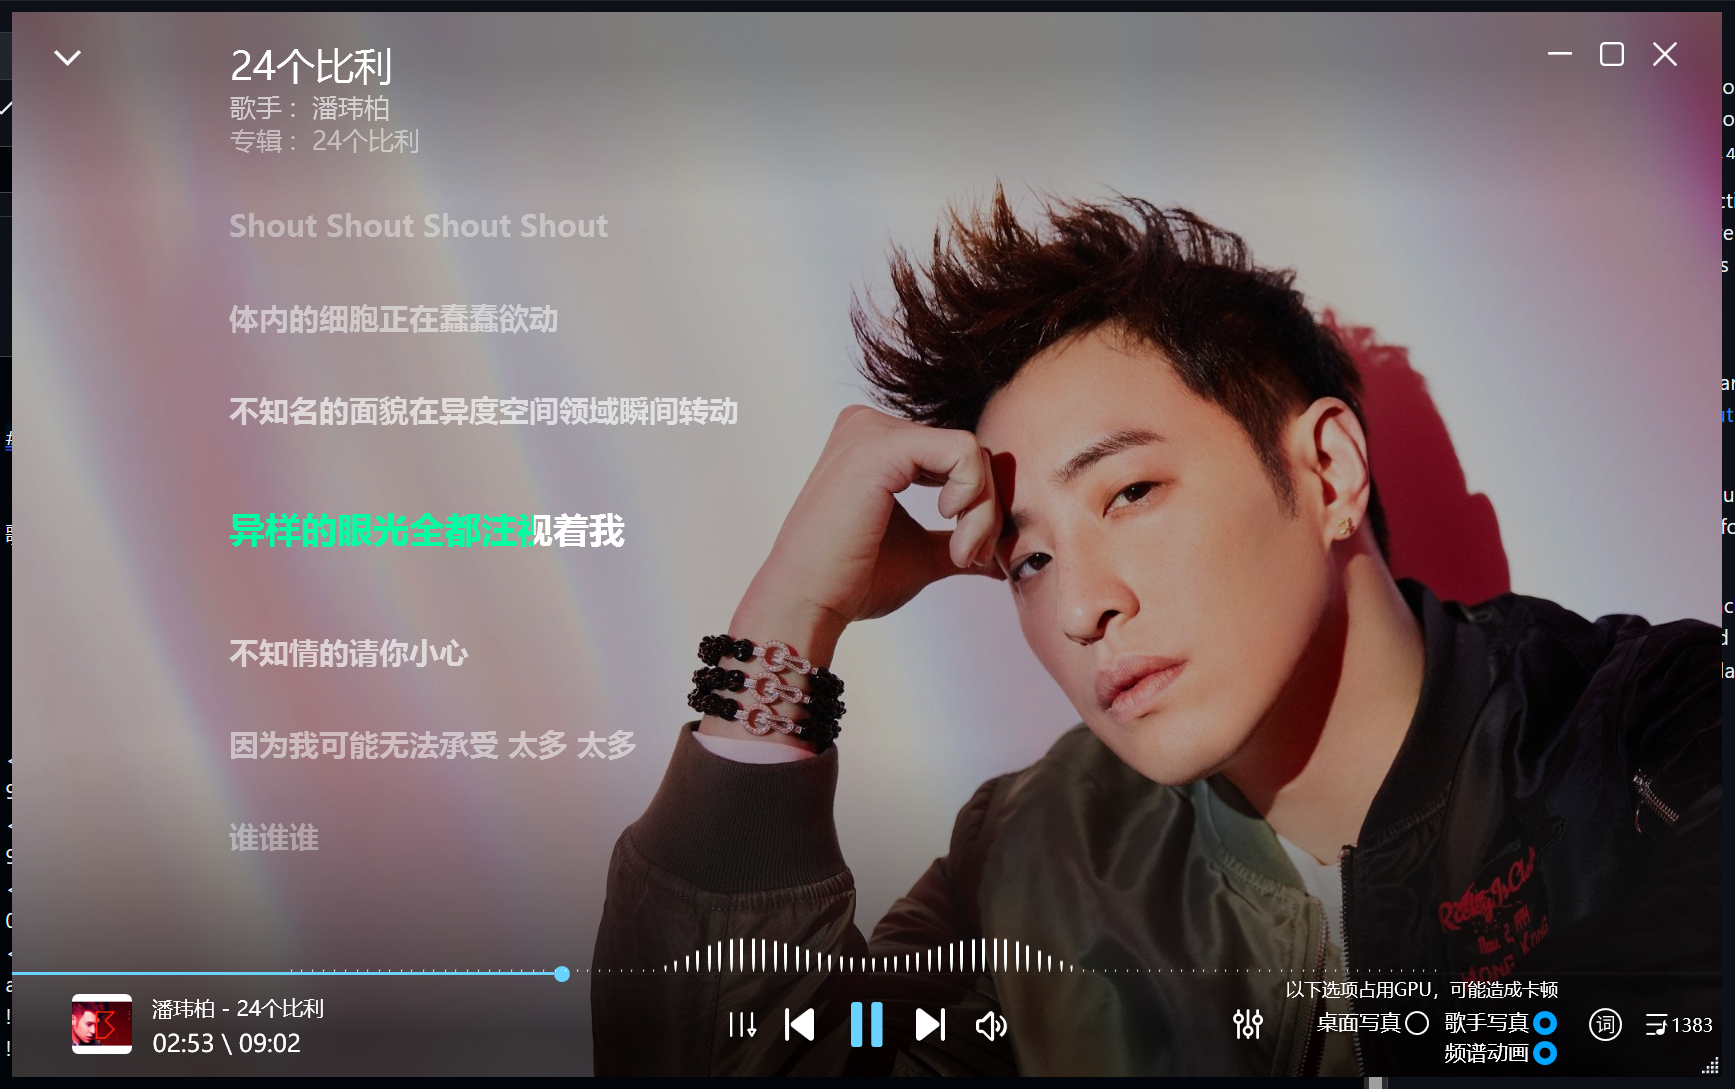 24个比利
歌手： 潘玮柏
专辑： 24个比利
Shout Shout Shout Shout
体内的细胞正在蠢蠢欲动
不知名的面貌在异度空间领域瞬间转动
异样的眼光全都注视着我
不知情的请你小心
因为我可能无法承受 太多 太多
谁谁谁
以下选项占用GPU，可能造成卡顿
潘玮柏 - 24个比利
02:53 \ 09:02
桌面写真 歌手写真
频谱动画
词
1383